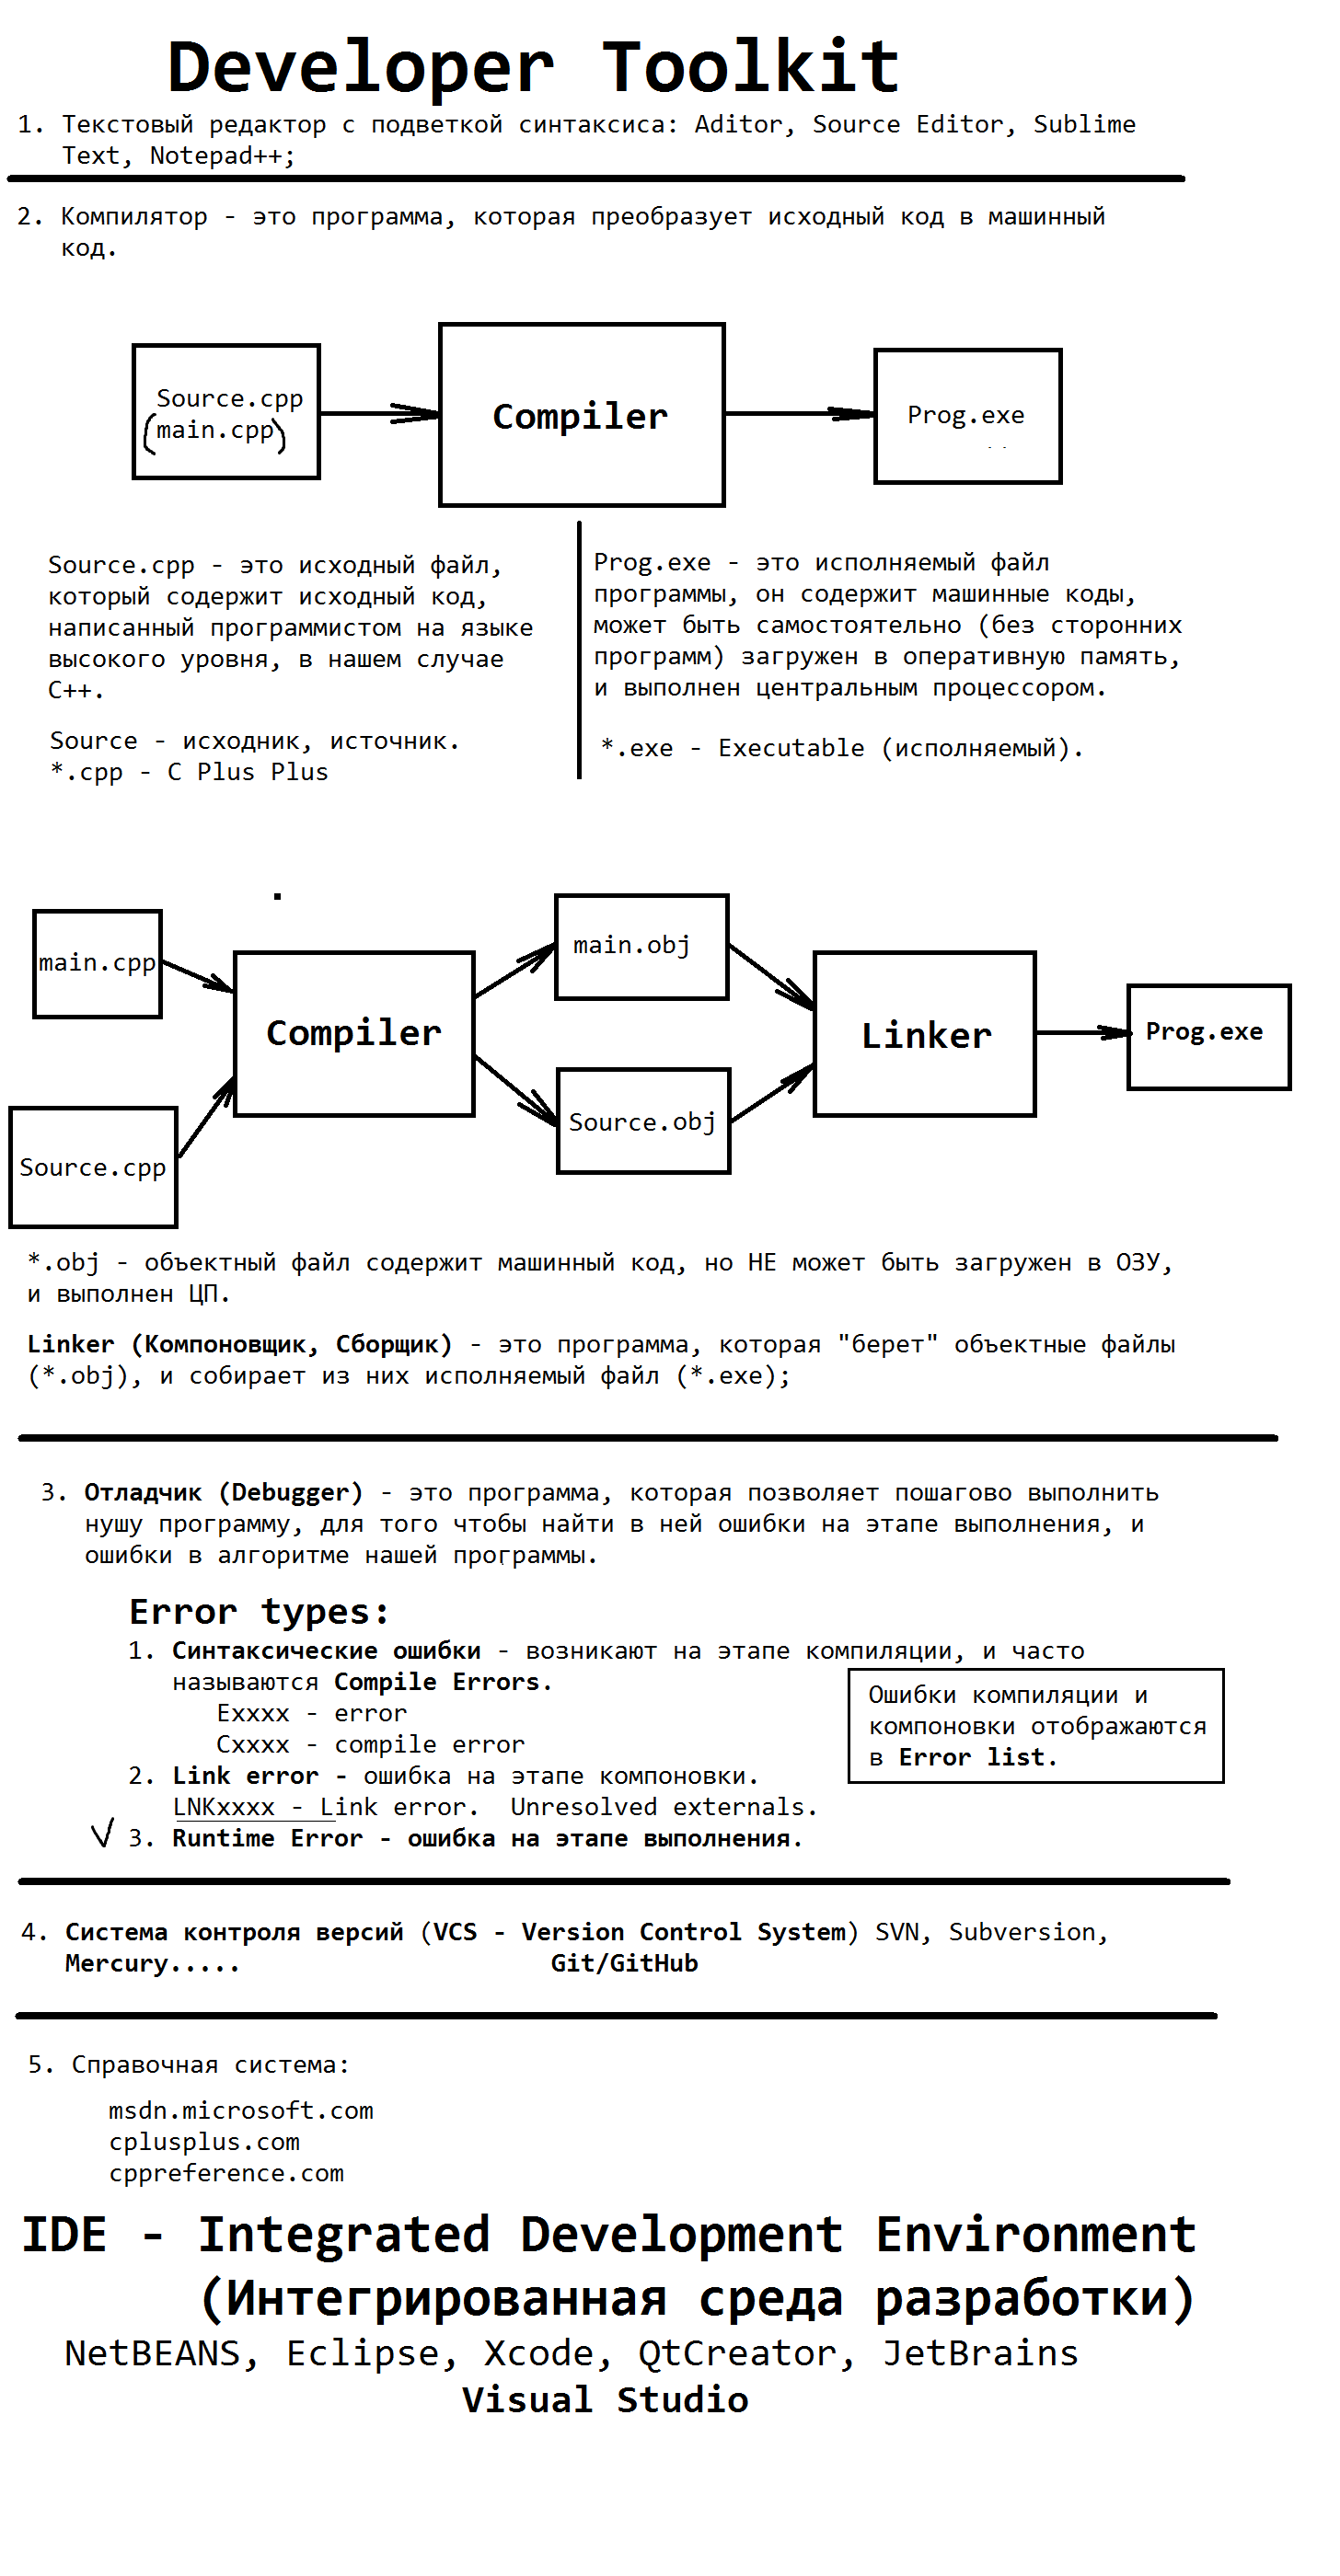 Developer Toolkit
1. Текстовый редактор с подветкой синтаксиса: Aditor, Source Editor, Sublime
Text, Notepad++;
2. Компилятор - это программа, которая преобразует исходный код в машинный
код.
Source.cpp
(main.cpp)
Compiler
Prog.exe
Source.cpp - это исходный файл,
который содержит исходный код,
написанный программистом на языке
высокого уровня, в нашем случае
C++.
Source - исходник, источник.
*.cpp - C Plus Plus
Prog.exe - это исполняемый файл
программы, он содержит машинные коды,
может быть самостоятельно (без сторонних
программ) загружен в оперативную память,
и выполнен центральным процессором.
*.exe - Executable (исполняемый).
main.cpp
Source.cpp
Compiler
main.obj
Source.obj
Linker
Prog.exe
*.obj - объектный файл содержит машинный код, но НЕ может быть загружен в ОЗУ,
и выполнен ЦП.
Linker (Компоновщик, Сборщик) - это программа, которая "берет" объектные файлы
(*.obj), и собирает из них исполняемый файл (*.exe);
3. Отладчик (Debugger) - это программа, которая позволяет пошагово выполнить
нушу программу, для того чтобы найти в ней ошибки на этапе выполнения, и
ошибки в алгоритме нашей программы.
Error types:
1. Синтаксические ошибки - возникают на этапе компиляции, и часто
называются Compile Errors.
Exxxx - error
Cxxxx - compile error
2. Link error - ошибка на этапе компоновки.
LNKxxxx - Link error. Unresolved externals.
3. Runtime Error - ошибка на этапе выполнения.
Ошибки компиляции и
компоновки отображаются
в Error list.
4. Система контроля версий (VCS - Version Control System) SVN, Subversion,
Mercury..... Git/GitHub
5. Справочная система:
msdn.microsoft.com
cplusplus.com
cppreference.com
IDE - Integrated Development Environment
(Интегрированная среда разработки)
NetBEANS, Eclipse, Xcode, QtCreator, JetBrains
Visual Studio